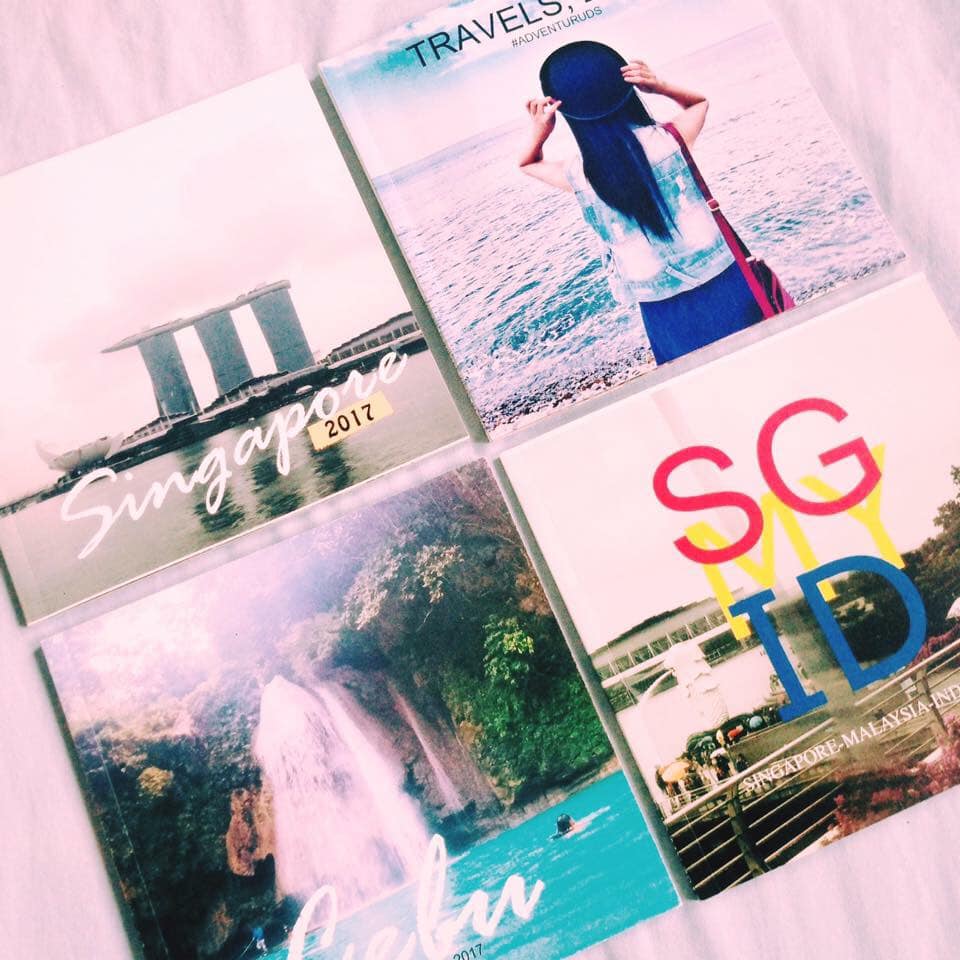 TRAVELS,
#ADVENTURUDS
Singapore
2017
SG
MY
ID
SINGAPORE-MALAYSIA-IND
Cebu
2017